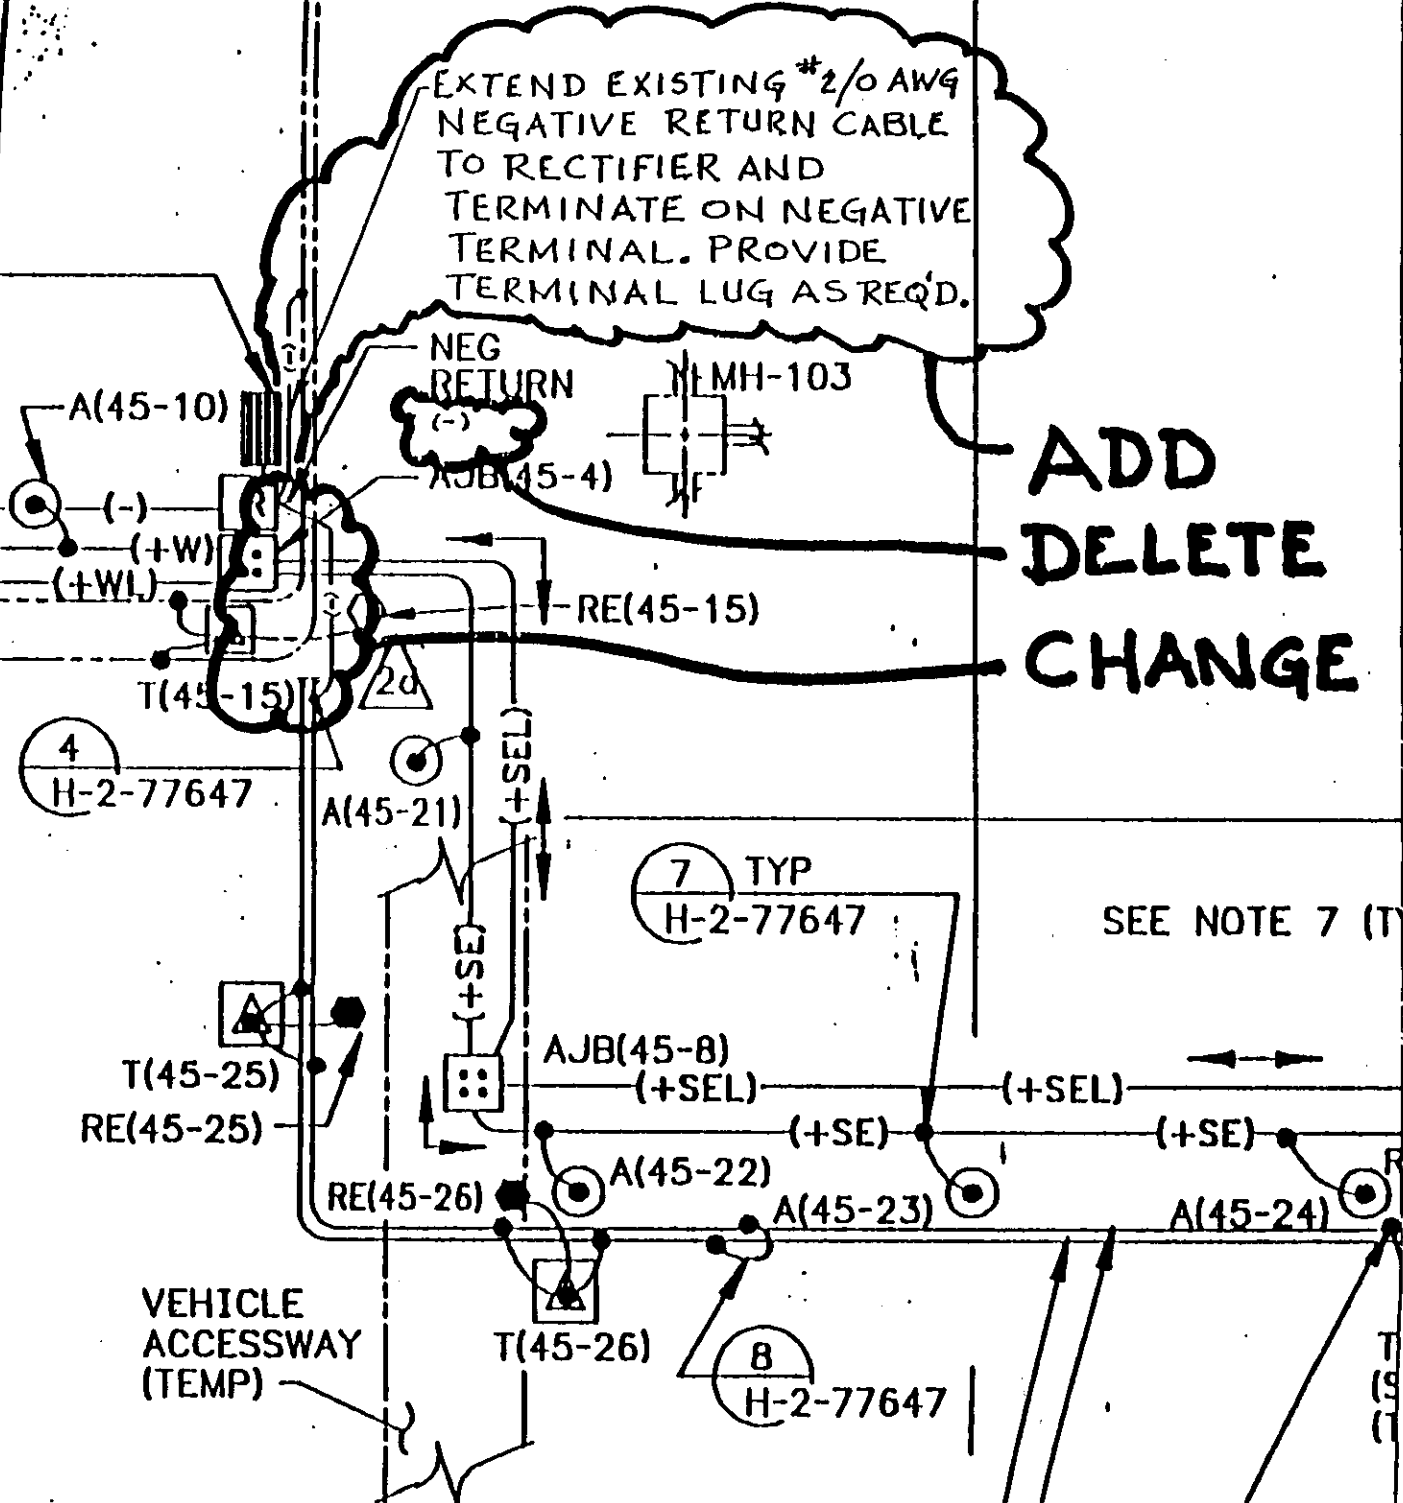 EXTEND EXISTING #2/0 AWG
NEGATIVE RETURN CABLE
TO RECTIFIER AND
TERMINATE ON NEGATIVE
TERMINAL. PROVIDE
TERMINAL LUG AS REQ'D.
NEG
RETURN
(-)
MH-103
A(45-10)
AJB(45-4)
ADD
R
(-)
(+W)
DELETE
(+WL)
RE(45-15)
CHANGE
T(45-15)
2d
4
H-2-77647
(+SEL)
A(45-21)
7 TYP
H-2-77647
SEE NOTE 7 (TY
(+SE)
AJB(45-8)
T(45-25)
(+SEL)
(+SEL)
RE(45-25)
(+SE)
(+SE)
A(45-22)
RE(45-26)
A(45-23)
A(45-24)
R
VEHICLE
ACCESSWAY
(TEMP)
T(45-26)
8
H-2-77647
T
(S
(T